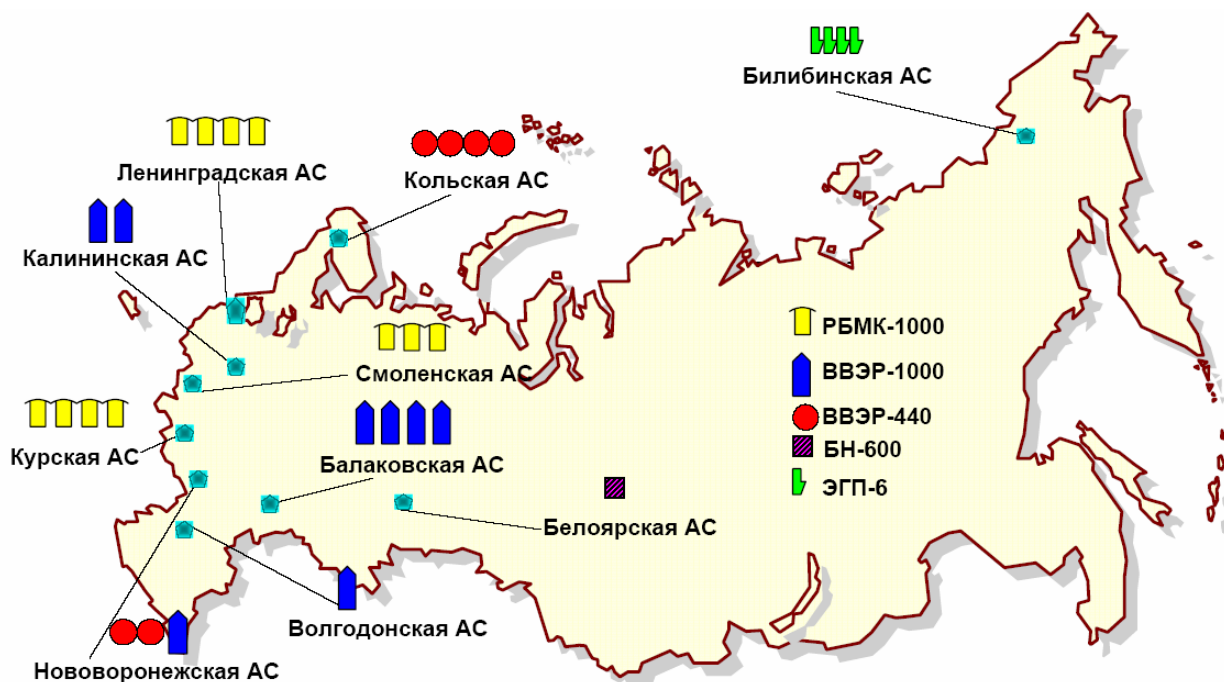 Билибинская АС
Ленинградская АС
Кольская АС
Калининская АС
РБМК-1000
Смоленская АС
ВВЭР-1000
ВВЭР-440
Курская АС
Балаковская АС
БН-600
ЭГП-6
Белоярская АС
Волгодонская АС
Нововоронежская АС